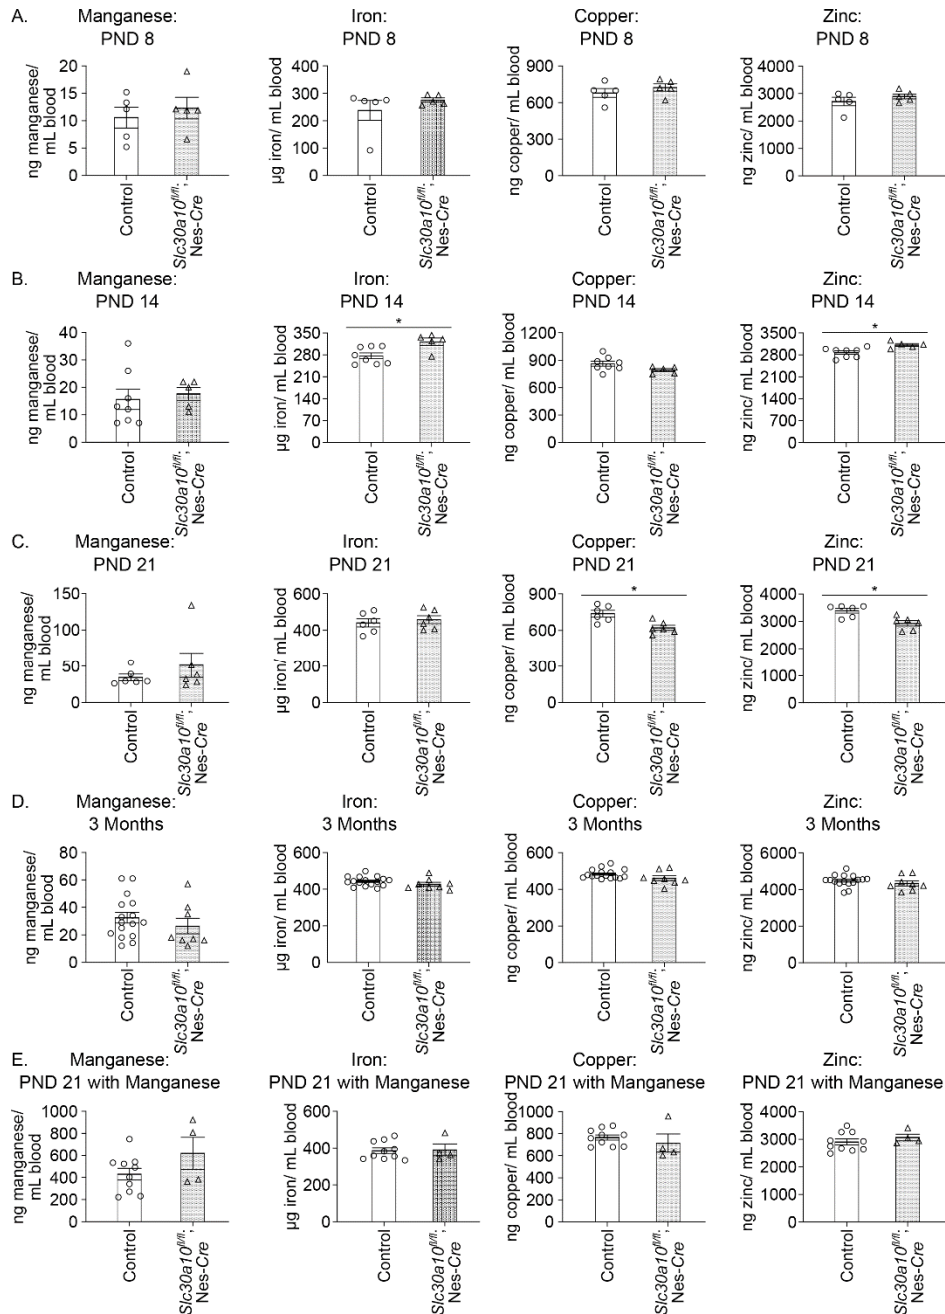 A.
Manganese:
PND 8
Iron:
PND 8
Copper:
PND 8
Zinc:
PND 8
ng manganese/
mL blood
20
15
10
5
0
Control
Slc30a10fl/fl;
Nes-Cre
µg iron/ mL blood
400
300
200
100
0
Control
Slc30a10fl/fl;
Nes-Cre
ng copper/ mL blood
900
600
300
0
Control
Slc30a10fl/fl;
Nes-Cre
ng zinc/ mL blood
4000
3000
2000
1000
0
Control
Slc30a10fl/fl;
Nes-Cre
B.
Manganese:
PND 14
Iron:
PND 14
Copper:
PND 14
Zinc:
PND 14
ng manganese/
mL blood
40
30
20
10
0
Control
Slc30a10fl/fl;
Nes-Cre
µg iron/ mL blood
350
280
210
140
70
0
*
Control
Slc30a10fl/fl;
Nes-Cre
ng copper/ mL blood
1200
900
600
300
0
Control
Slc30a10fl/fl;
Nes-Cre
ng zinc/ mL blood
3500
2800
2100
1400
700
0
*
Control
Slc30a10fl/fl;
Nes-Cre
C.
Manganese:
PND 21
Iron:
PND 21
Copper:
PND 21
Zinc:
PND 21
ng manganese/
mL blood
150
100
50
0
Control
Slc30a10fl/fl;
Nes-Cre
µg iron/ mL blood
600
400
200
0
Control
Slc30a10fl/fl;
Nes-Cre
ng copper/ mL blood
900
600
300
0
*
Control
Slc30a10fl/fl;
Nes-Cre
ng zinc/ mL blood
4000
3000
2000
1000
0
*
Control
Slc30a10fl/fl;
Nes-Cre
D.
Manganese:
3 Months
Iron:
3 Months
Copper:
3 Months
Zinc:
3 Months
ng manganese/
mL blood
80
60
40
20
0
Control
Slc30a10fl/fl;
Nes-Cre
µg iron/ mL blood
600
400
200
0
Control
Slc30a10fl/fl;
Nes-Cre
ng copper/ mL blood
600
400
200
0
Control
Slc30a10fl/fl;
Nes-Cre
ng zinc/ mL blood
6000
4000
2000
0
Control
Slc30a10fl/fl;
Nes-Cre
E.
Manganese:
PND 21 with Manganese
Iron:
PND 21 with Manganese
Copper:
PND 21 with Manganese
Zinc:
PND 21 with Manganese
ng manganese/
mL blood
1000
800
600
400
200
0
Control
Slc30a10fl/fl;
Nes-Cre
µg iron/ mL blood
600
400
200
0
Control
Slc30a10fl/fl;
Nes-Cre
ng copper/ mL blood
1000
800
600
400
200
0
Control
Slc30a10fl/fl;
Nes-Cre
ng zinc/ mL blood
4000
3000
2000
1000
0
Control
Slc30a10fl/fl;
Nes-Cre